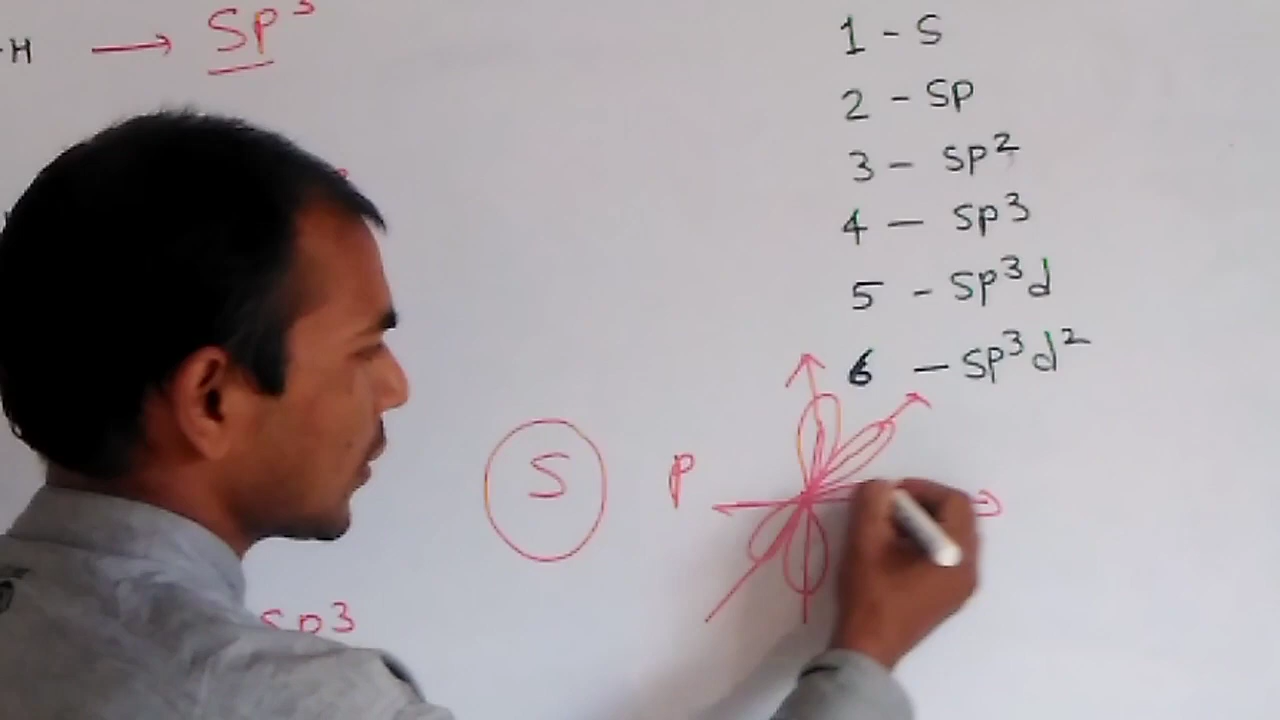 -H → SP³
1 - S
2 - SP
3 - SP²
4 - SP³
5 - SP³d
6 - SP³d²
S P
SP3